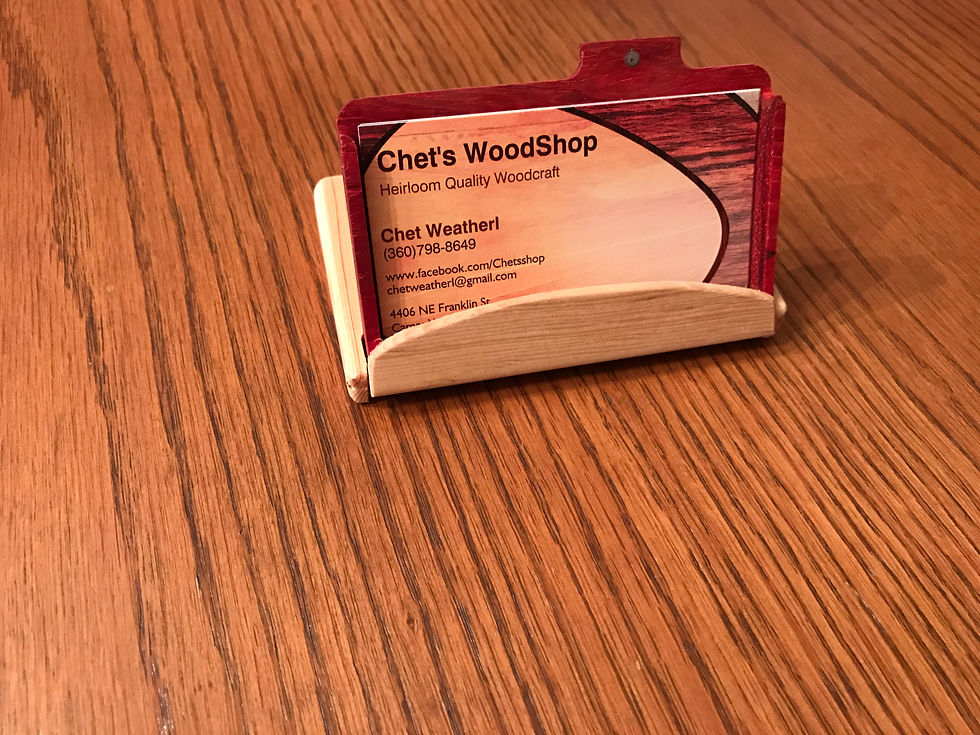 Chet's WoodShop
Heirloom Quality Woodcraft
Chet Weatherl
(360)798-8649
www.facebook.com/Chetsshop
chetweatherl@gmail.com
4406 NE Franklin St